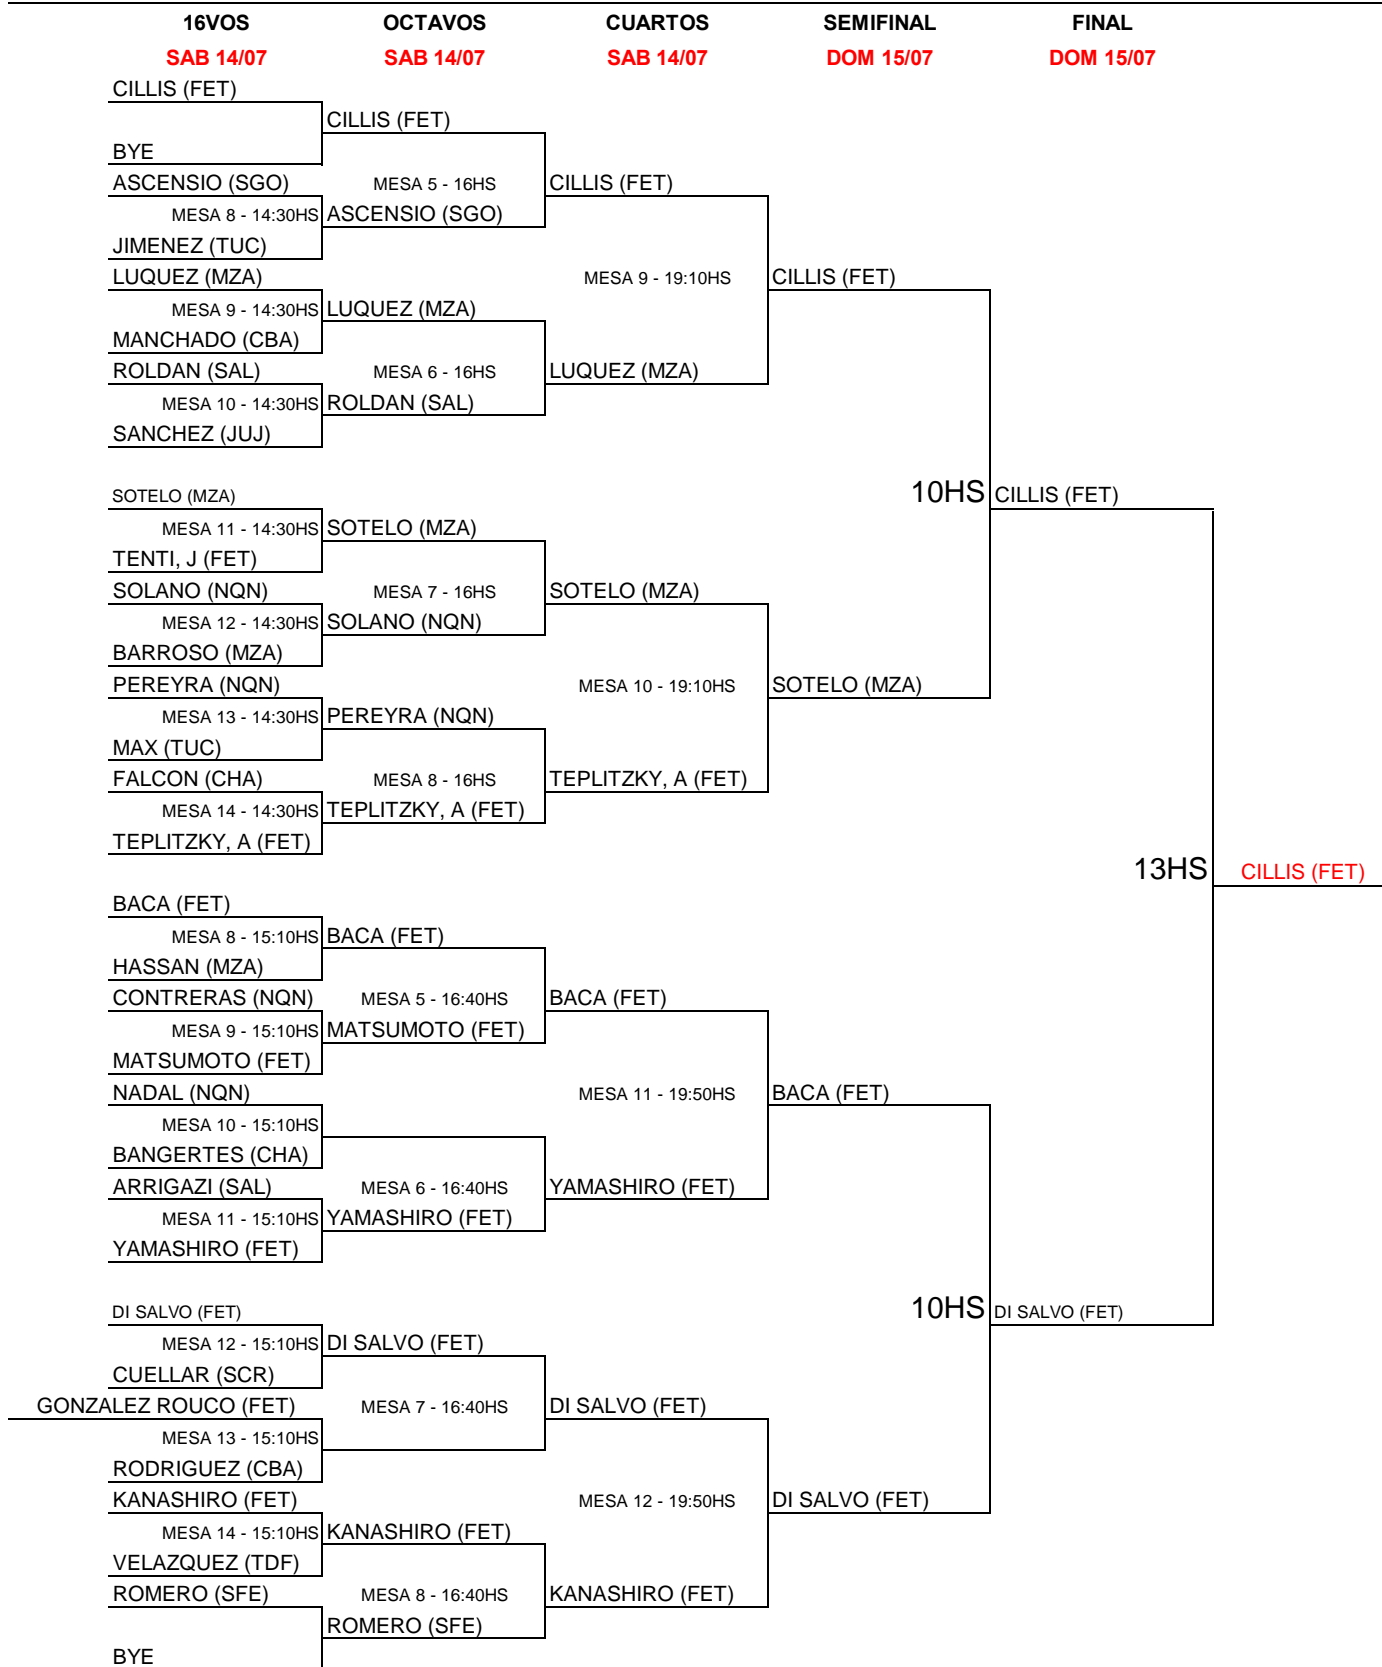 16VOS OCTAVOS CUARTOS SEMIFINAL FINAL
SAB 14/07 SAB 14/07 SAB 14/07 DOM 15/07 DOM 15/07
CILLIS (FET)
CILLIS (FET)
BYE
ASCENSIO (SGO) MESA 5 - 16HS CILLIS (FET)
MESA 8 - 14:30HS ASCENSIO (SGO)
JIMENEZ (TUC)
LUQUEZ (MZA) MESA 9 - 19:10HS CILLIS (FET)
MESA 9 - 14:30HS LUQUEZ (MZA)
MANCHADO (CBA)
ROLDAN (SAL) MESA 6 - 16HS LUQUEZ (MZA)
MESA 10 - 14:30HS ROLDAN (SAL)
SANCHEZ (JUJ)
SOTELO (MZA) 10HS CILLIS (FET)
MESA 11 - 14:30HS SOTELO (MZA)
TENTI, J (FET)
SOLANO (NQN) MESA 7 - 16HS SOTELO (MZA)
MESA 12 - 14:30HS SOLANO (NQN)
BARROSO (MZA)
PEREYRA (NQN) MESA 10 - 19:10HS SOTELO (MZA)
MESA 13 - 14:30HS PEREYRA (NQN)
MAX (TUC)
FALCON (CHA) MESA 8 - 16HS TEPLITZKY, A (FET)
MESA 14 - 14:30HS TEPLITZKY, A (FET)
TEPLITZKY, A (FET)
13HS CILLIS (FET)
BACA (FET)
MESA 8 - 15:10HS BACA (FET)
HASSAN (MZA)
CONTRERAS (NQN) MESA 5 - 16:40HS BACA (FET)
MESA 9 - 15:10HS MATSUMOTO (FET)
MATSUMOTO (FET)
NADAL (NQN) MESA 11 - 19:50HS BACA (FET)
MESA 10 - 15:10HS
BANGERTES (CHA)
ARRIGAZI (SAL) MESA 6 - 16:40HS YAMASHIRO (FET)
MESA 11 - 15:10HS YAMASHIRO (FET)
YAMASHIRO (FET)
DI SALVO (FET) 10HS DI SALVO (FET)
MESA 12 - 15:10HS DI SALVO (FET)
CUELLAR (SCR)
GONZALEZ ROUCO (FET) MESA 7 - 16:40HS DI SALVO (FET)
MESA 13 - 15:10HS
RODRIGUEZ (CBA)
KANASHIRO (FET) MESA 12 - 19:50HS DI SALVO (FET)
MESA 14 - 15:10HS KANASHIRO (FET)
VELAZQUEZ (TDF)
ROMERO (SFE) MESA 8 - 16:40HS KANASHIRO (FET)
ROMERO (SFE)
BYE